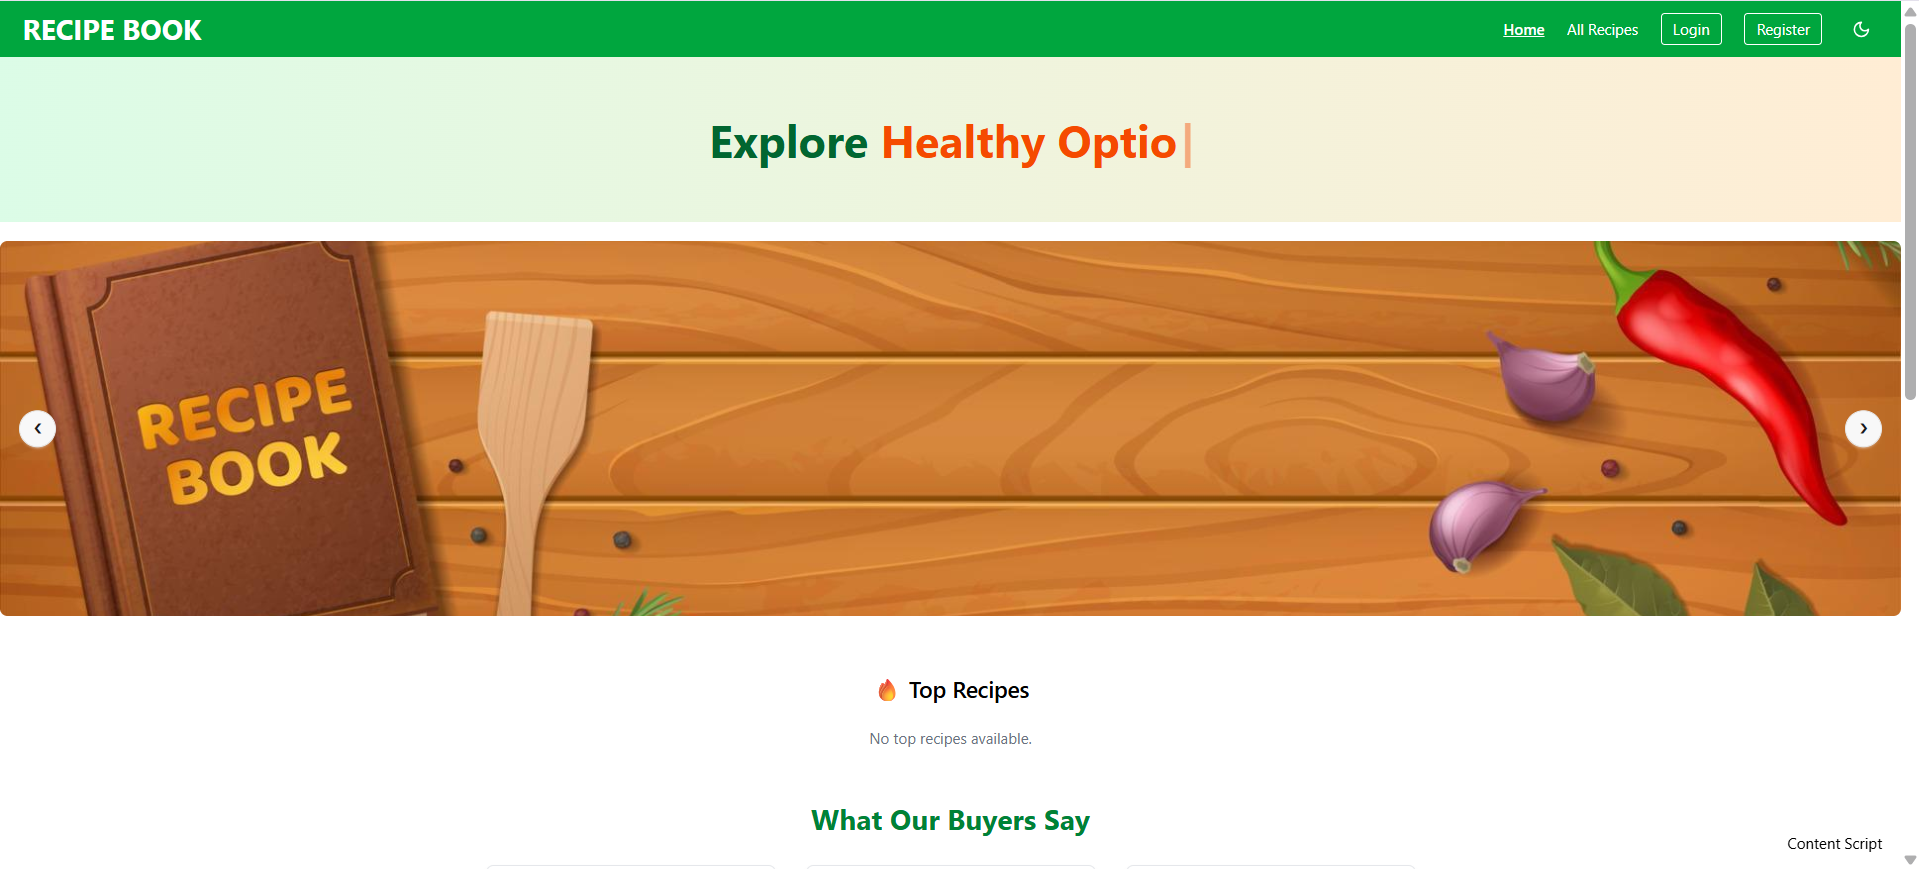 RECIPE BOOK
Home
All Recipes
Login
Register
Explore Healthy Optio
RECIPE
BOOK
Top Recipes
No top recipes available.
What Our Buyers Say
Content Script